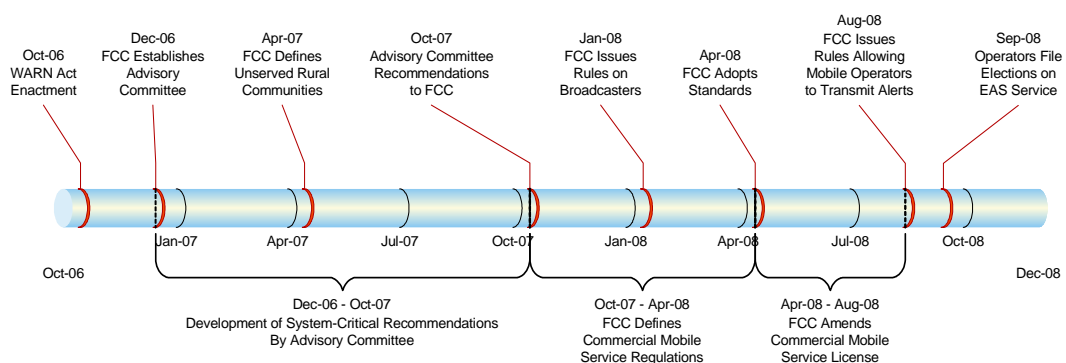 Oct-06
WARN Act
Enactment
Dec-06
FCC Establishes
Advisory
Committee
Apr-07
FCC Defines
Unserved Rural
Communities
Oct-07
Advisory Committee
Recommendations
to FCC
Jan-08
FCC Issues
Rules on
Broadcasters
Apr-08
FCC Adopts
Standards
Aug-08
FCC Issues
Rules Allowing
Mobile Operators
to Transmit Alerts
Sep-08
Operators File
Elections on
EAS Service
Jan-07
Apr-07
Jul-07
Oct-07
Jan-08
Apr-08
Jul-08
Oct-08
Oct-06
Dec-08
Dec-06 - Oct-07
Development of System-Critical Recommendations
By Advisory Committee
Oct-07 - Apr-08
FCC Defines
Commercial Mobile
Service Regulations
Apr-08 - Aug-08
FCC Amends
Commercial Mobile
Service License